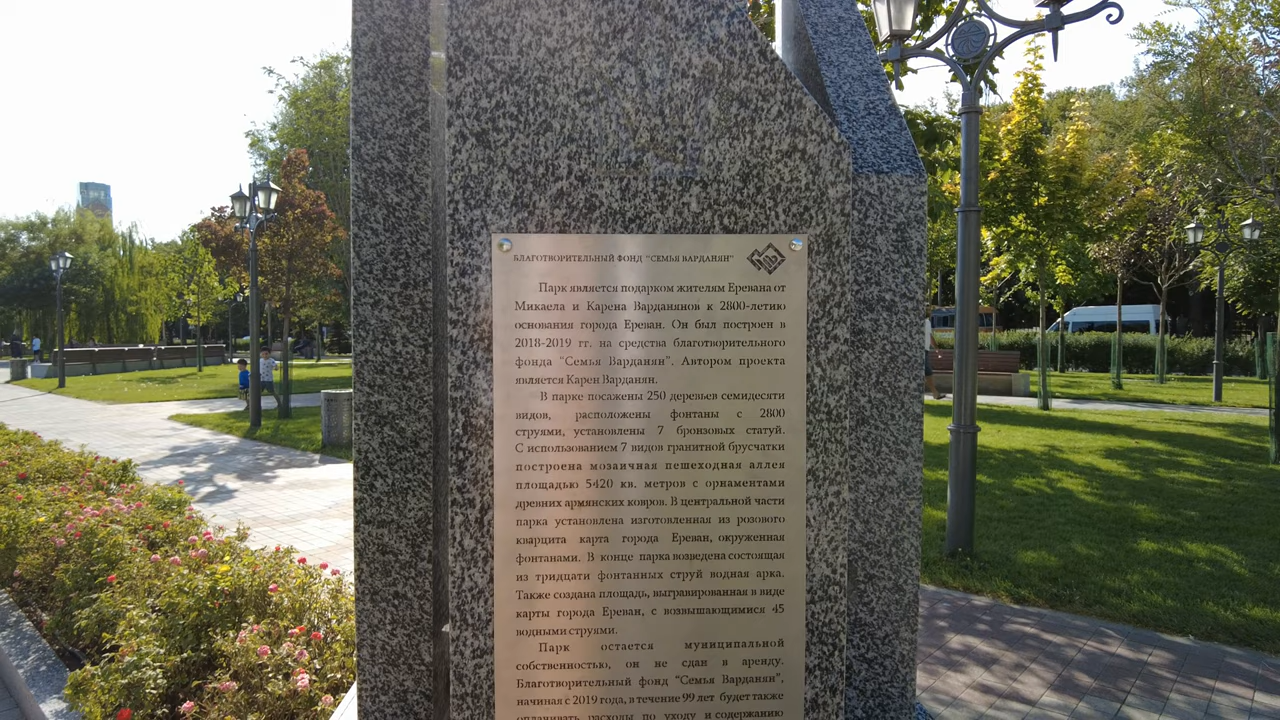 БЛАГОТВОРИТЕЛЬНЫЙ ФОНД "СЕМЬЯ ВАРДАНЯН"
Парк является подарком жителям Еревана от
Микаела и Карена Варданянов к 2800-летию
основания города Ереван. Он был построен в
2018-2019 гг. на средства благотворительного
фонда "Семья Варданян". Автором проекта
является Карен Варданян.
В парке посажены 250 деревьев семидесяти
видов, расположены фонтаны с 2800
струями, установлены 7 бронзовых статуй.
С использованием 7 видов гранитной брусчатки
построена мозаичная пешеходная аллея
площадью 5420 кв. метров с орнаментами
древних армянских ковров. В центральной части
парка установлена изготовленная из розового
кварцита карта города Ереван, окруженная
фонтанами. В конце парка возведена состоящая
из тридцати фонтанных струй водная арка.
Также создана площадь, выгравированная в виде
карты города Ереван, с возвышающимися 45
водными струями.
Парк остается муниципальной
собственностью, он не сдан в аренду.
Благотворительный фонд "Семья Варданян",
начиная с 2019 года, в течение 99 лет будет также
оплачивать расходы по уходу и содержанию